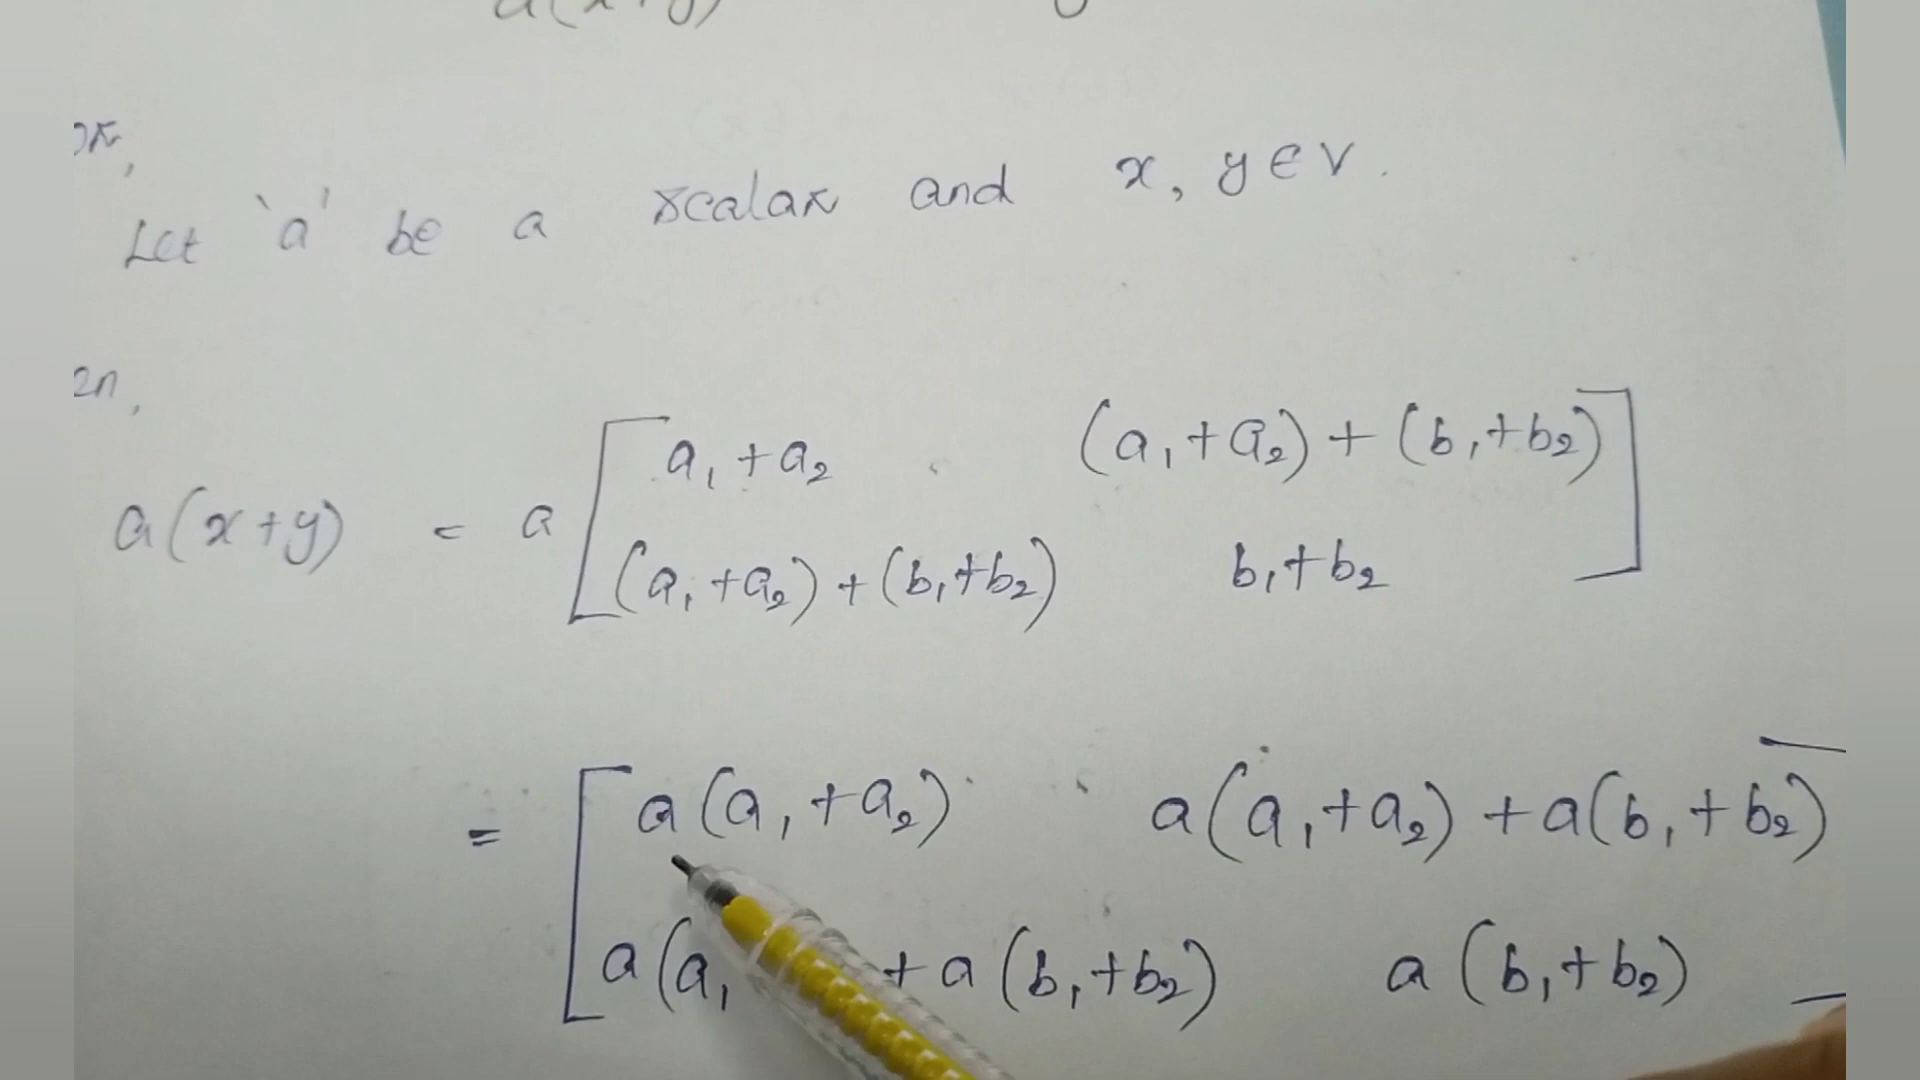 a(x+y)
Let 'a' be a scalar and x, y ∈ V.
a(x+y) = a [ a₁+a₂ (a₁+a₂)+(b₁+b₂)
(a₁+a₂)+(b₁+b₂) b₁+b₂ ]
= [ a(a₁+a₂) a(a₁+a₂)+a(b₁+b₂)
a(a₁ +a(b₁+b₂) a(b₁+b₂)